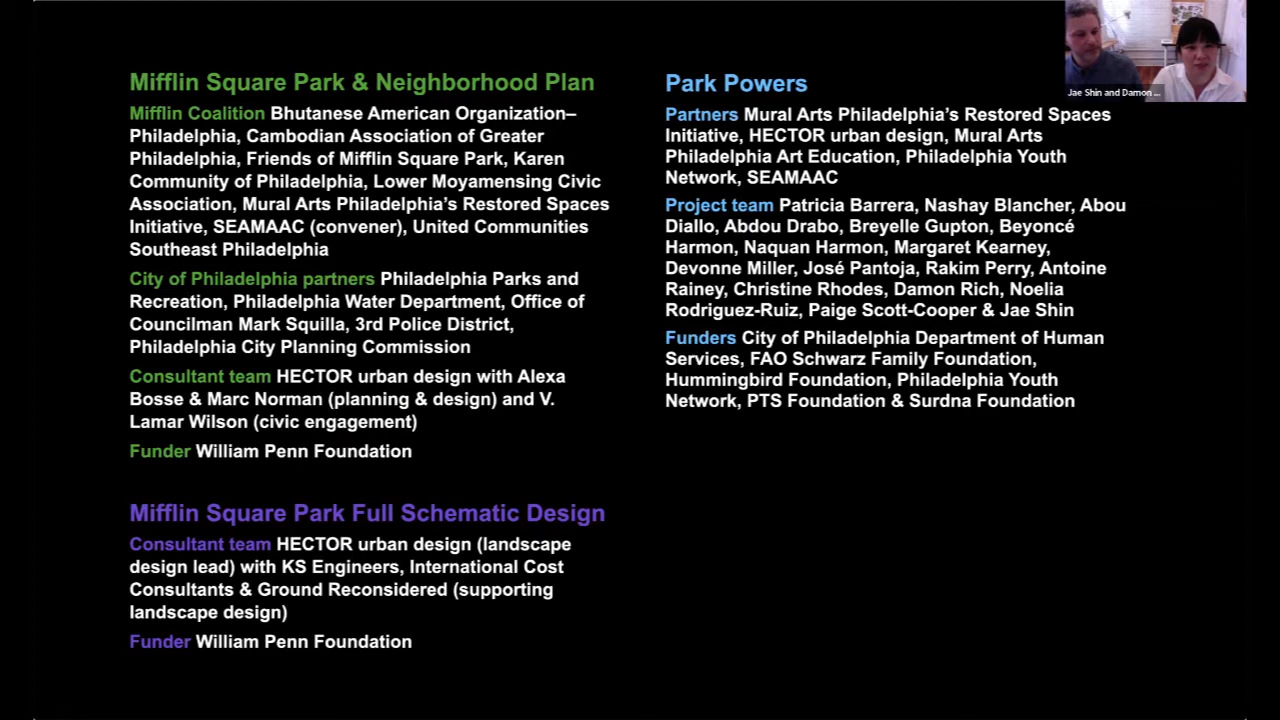 Mifflin Square Park & Neighborhood Plan
Mifflin Coalition Bhutanese American Organization–
Philadelphia, Cambodian Association of Greater
Philadelphia, Friends of Mifflin Square Park, Karen
Community of Philadelphia, Lower Moyamensing Civic
Association, Mural Arts Philadelphia's Restored Spaces
Initiative, SEAMAAC (convener), United Communities
Southeast Philadelphia
City of Philadelphia partners Philadelphia Parks and
Recreation, Philadelphia Water Department, Office of
Councilman Mark Squilla, 3rd Police District,
Philadelphia City Planning Commission
Consultant team HECTOR urban design with Alexa
Bosse & Marc Norman (planning & design) and V.
Lamar Wilson (civic engagement)
Funder William Penn Foundation
Mifflin Square Park Full Schematic Design
Consultant team HECTOR urban design (landscape
design lead) with KS Engineers, International Cost
Consultants & Ground Reconsidered (supporting
landscape design)
Funder William Penn Foundation
Park Powers
Partners Mural Arts Philadelphia's Restored Spaces
Initiative, HECTOR urban design, Mural Arts
Philadelphia Art Education, Philadelphia Youth
Network, SEAMAAC
Project team Patricia Barrera, Nashay Blancher, Abou
Diallo, Abdou Drabo, Breyelle Gupton, Beyoncé
Harmon, Naquan Harmon, Margaret Kearney,
Devonne Miller, José Pantoja, Rakim Perry, Antoine
Rainey, Christine Rhodes, Damon Rich, Noelia
Rodriguez-Ruiz, Paige Scott-Cooper & Jae Shin
Funders City of Philadelphia Department of Human
Services, FAO Schwarz Family Foundation,
Hummingbird Foundation, Philadelphia Youth
Network, PTS Foundation & Surdna Foundation
Jae Shin and Damon ...